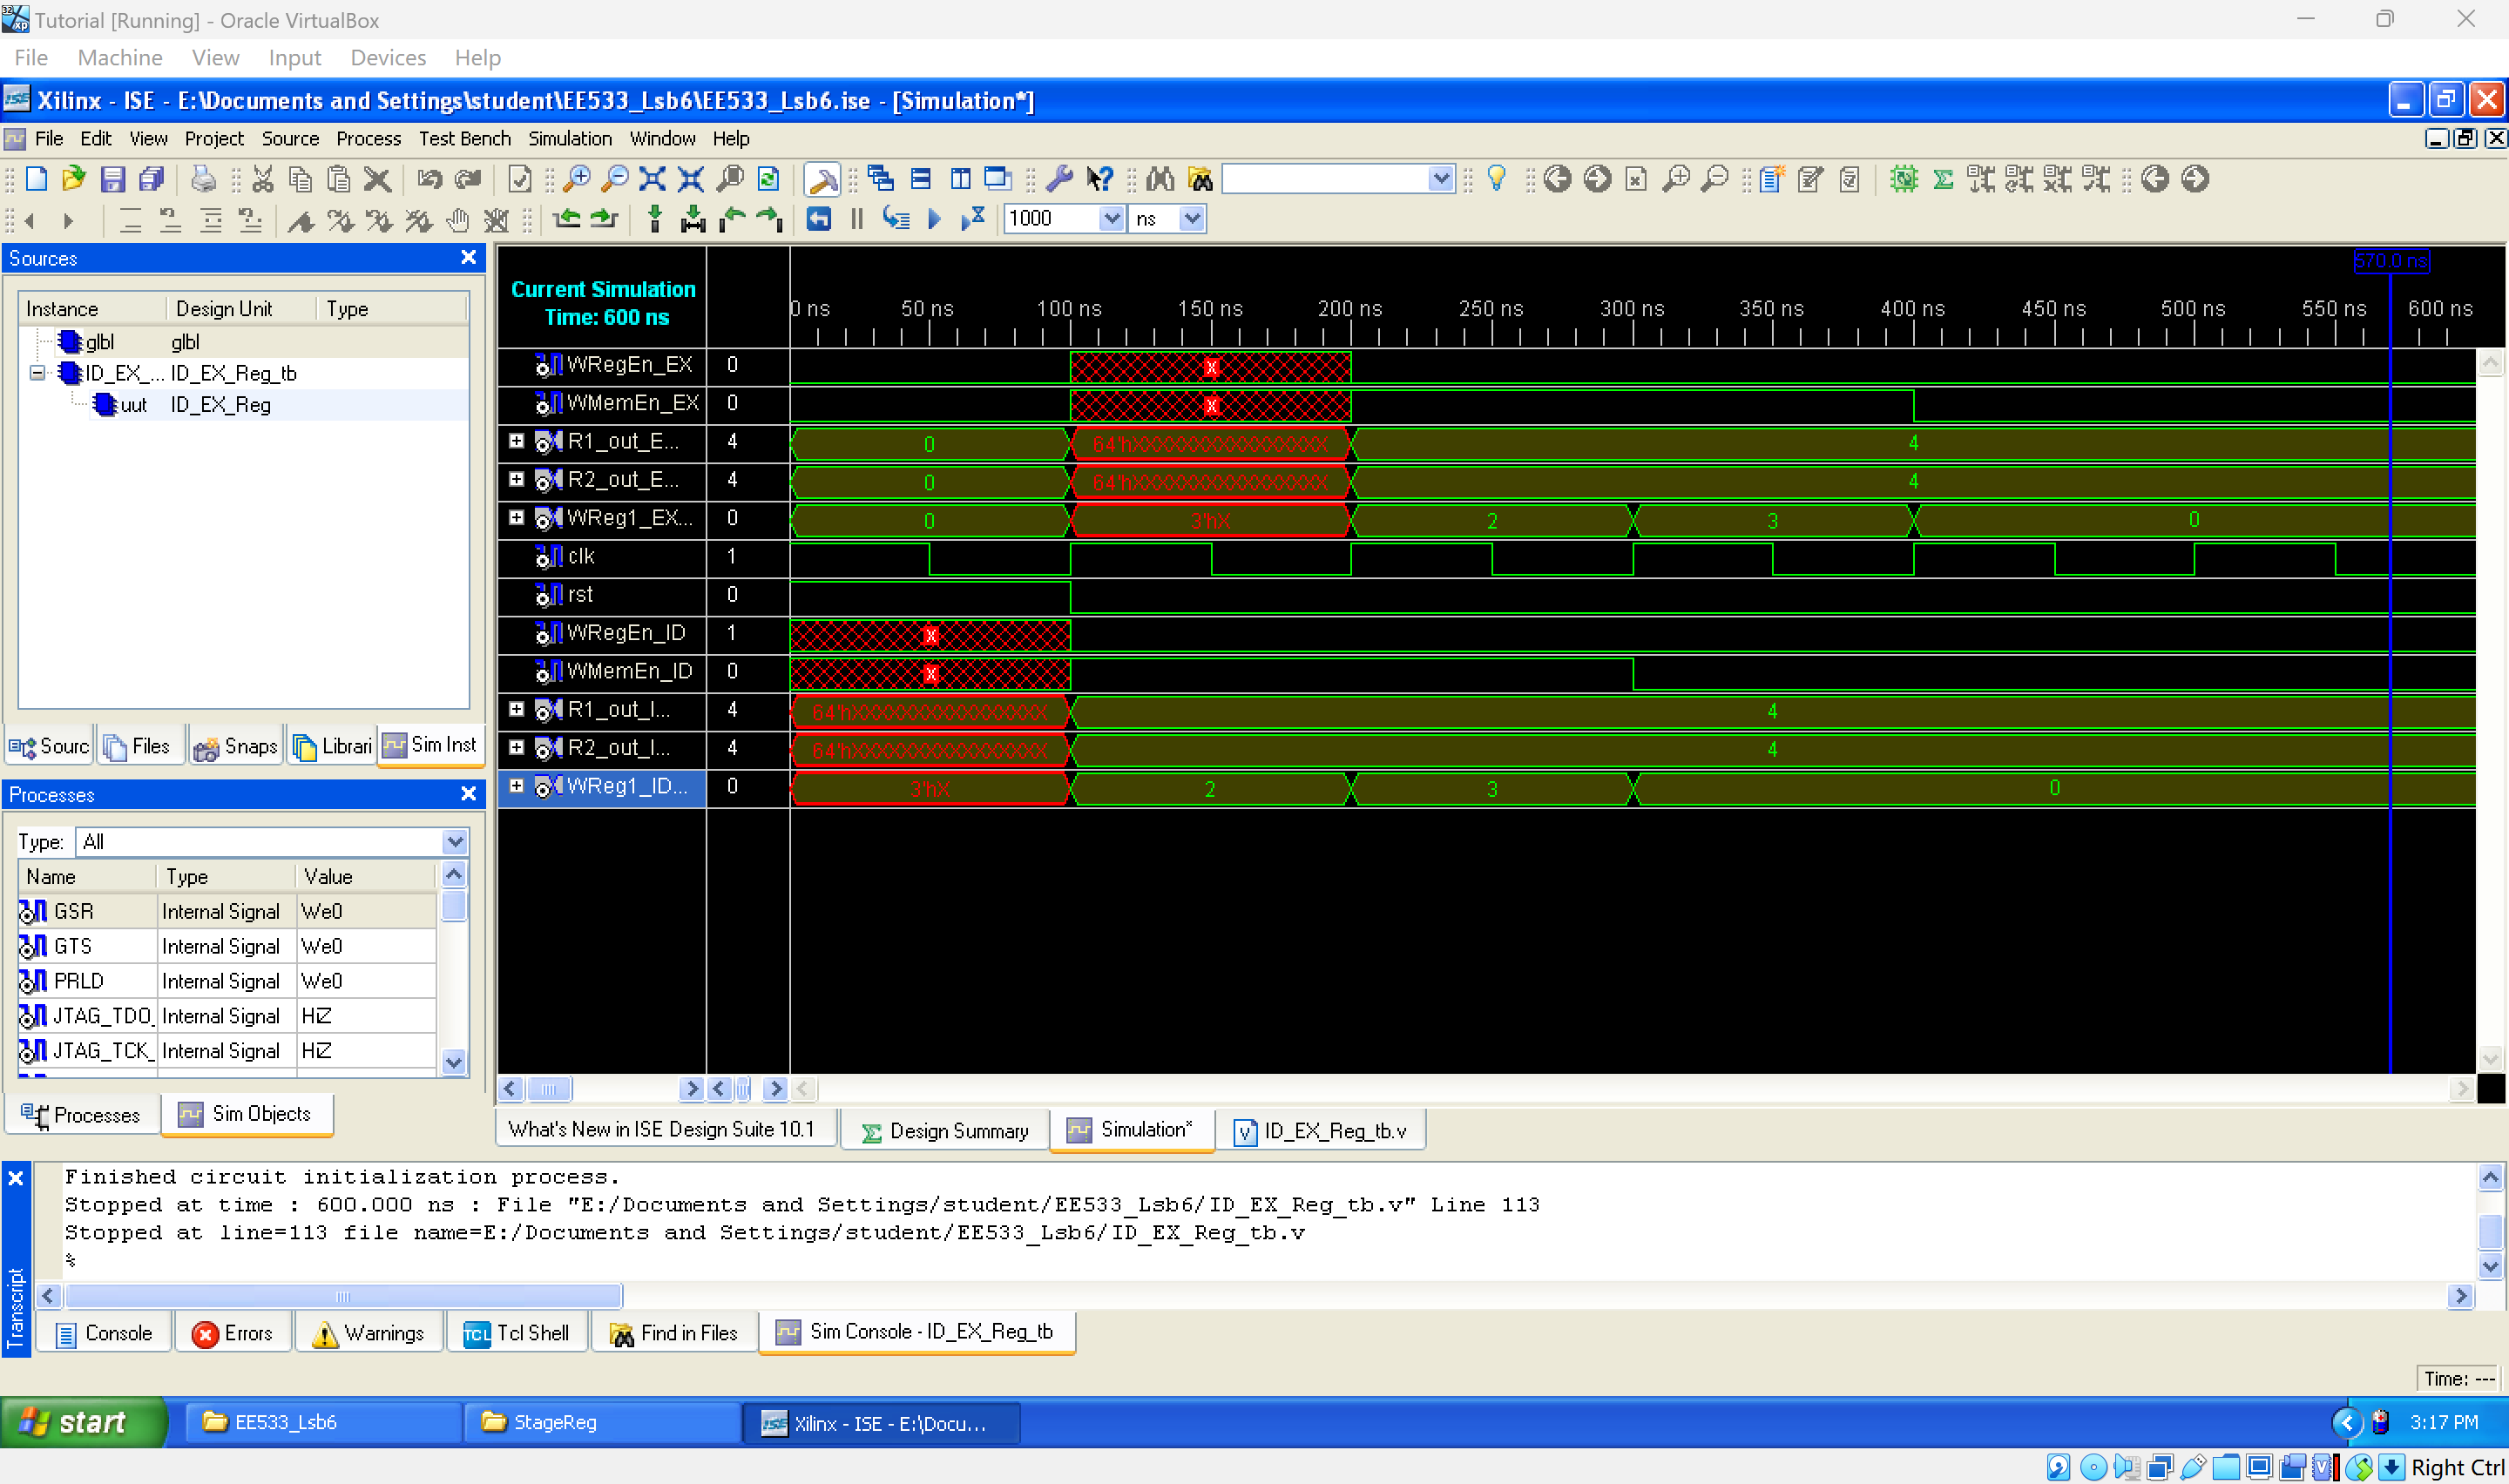 Tutorial [Running] - Oracle VirtualBox
File Machine View Input Devices Help
Xilinx - ISE - E:\Documents and Settings\student\EE533_Lsb6\EE533_Lsb6.ise - [Simulation*]
File Edit View Project Source Process Test Bench Simulation Window Help
1000 ns
Sources
Instance Design Unit Type
glbl glbl
ID_EX_... ID_EX_Reg_tb
uut ID_EX_Reg
Sourc Files Snaps Librari Sim Inst
Processes
Type: All
Name Type Value
GSR Internal Signal We0
GTS Internal Signal We0
PRLD Internal Signal We0
JTAG_TDO_ Internal Signal HiZ
JTAG_TCK_ Internal Signal HiZ
Processes Sim Objects
570.0 ns
Current Simulation
Time: 600 ns
0 ns 50 ns 100 ns 150 ns 200 ns 250 ns 300 ns 350 ns 400 ns 450 ns 500 ns 550 ns 600 ns
WRegEn_EX 0 X
WMemEn_EX 0 X
R1_out_E... 4 0 64'hXXXXXXXXXXXXXXXX 4
R2_out_E... 4 0 64'hXXXXXXXXXXXXXXXX 4
WReg1_EX... 0 0 3'hX 2 3 0
clk 1
rst 0
WRegEn_ID 1 X
WMemEn_ID 0 X
R1_out_I... 4 64'hXXXXXXXXXXXXXXXX 4
R2_out_I... 4 64'hXXXXXXXXXXXXXXXX 4
WReg1_ID... 0 3'hX 2 3 0
What's New in ISE Design Suite 10.1 Design Summary Simulation* ID_EX_Reg_tb.v
Transcript
Finished circuit initialization process.
Stopped at time : 600.000 ns : File "E:/Documents and Settings/student/EE533_Lsb6/ID_EX_Reg_tb.v" Line 113
Stopped at line=113 file name=E:/Documents and Settings/student/EE533_Lsb6/ID_EX_Reg_tb.v
%
Console Errors Warnings Tcl Shell Find in Files Sim Console - ID_EX_Reg_tb
Time: ---
start EE533_Lsb6 StageReg Xilinx - ISE - E:\Docu... 3:17 PM
Right Ctrl